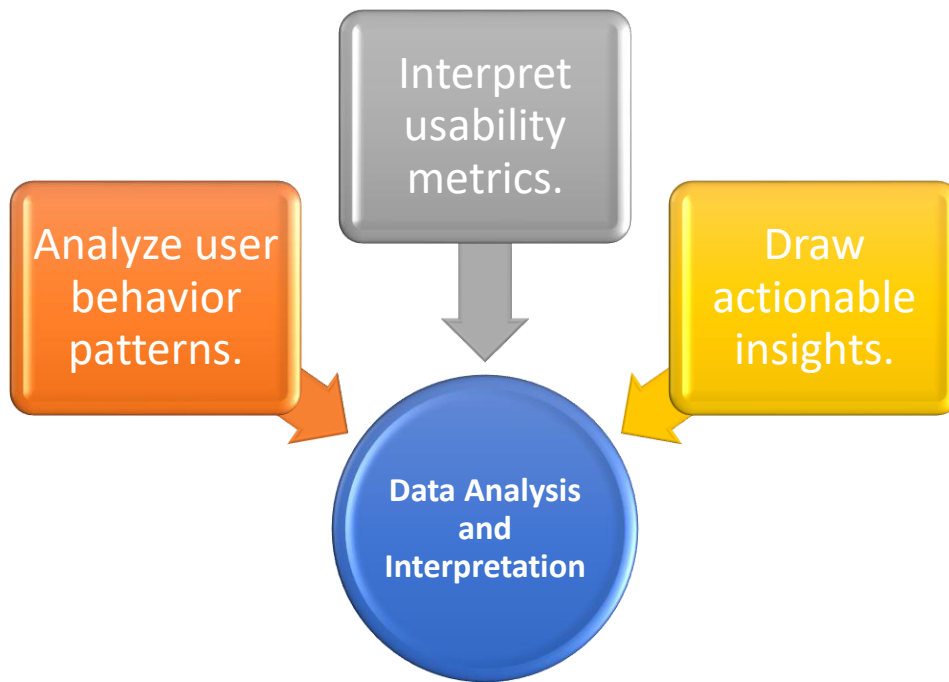 Interpret
usability
metrics.
Analyze user
behavior
patterns.
Draw
actionable
insights.
Data Analysis
and
Interpretation